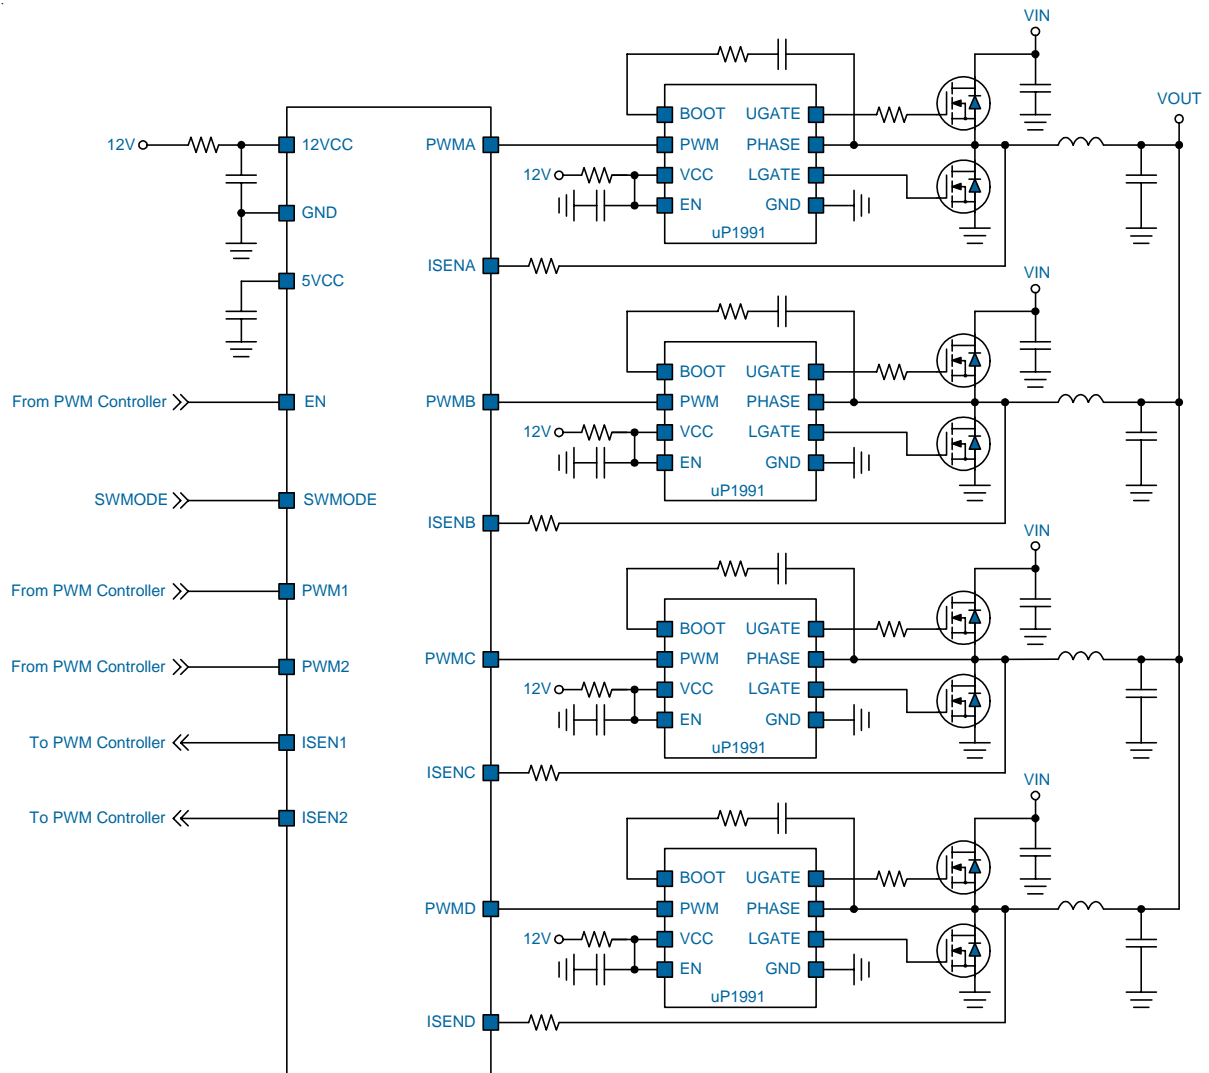 VIN
BOOT UGATE
VOUT
12V 12VCC PWMA PWM PHASE
12V VCC LGATE
GND EN GND
uP1991
ISENA
5VCC
VIN
BOOT UGATE
From PWM Controller EN PWMB PWM PHASE
12V VCC LGATE
EN GND
uP1991
SWMODE SWMODE
ISENB
VIN
From PWM Controller PWM1
BOOT UGATE
From PWM Controller PWM2 PWMC PWM PHASE
12V VCC LGATE
EN GND
uP1991
To PWM Controller ISEN1
ISENC
VIN
To PWM Controller ISEN2
BOOT UGATE
PWMD PWM PHASE
12V VCC LGATE
EN GND
uP1991
ISEND